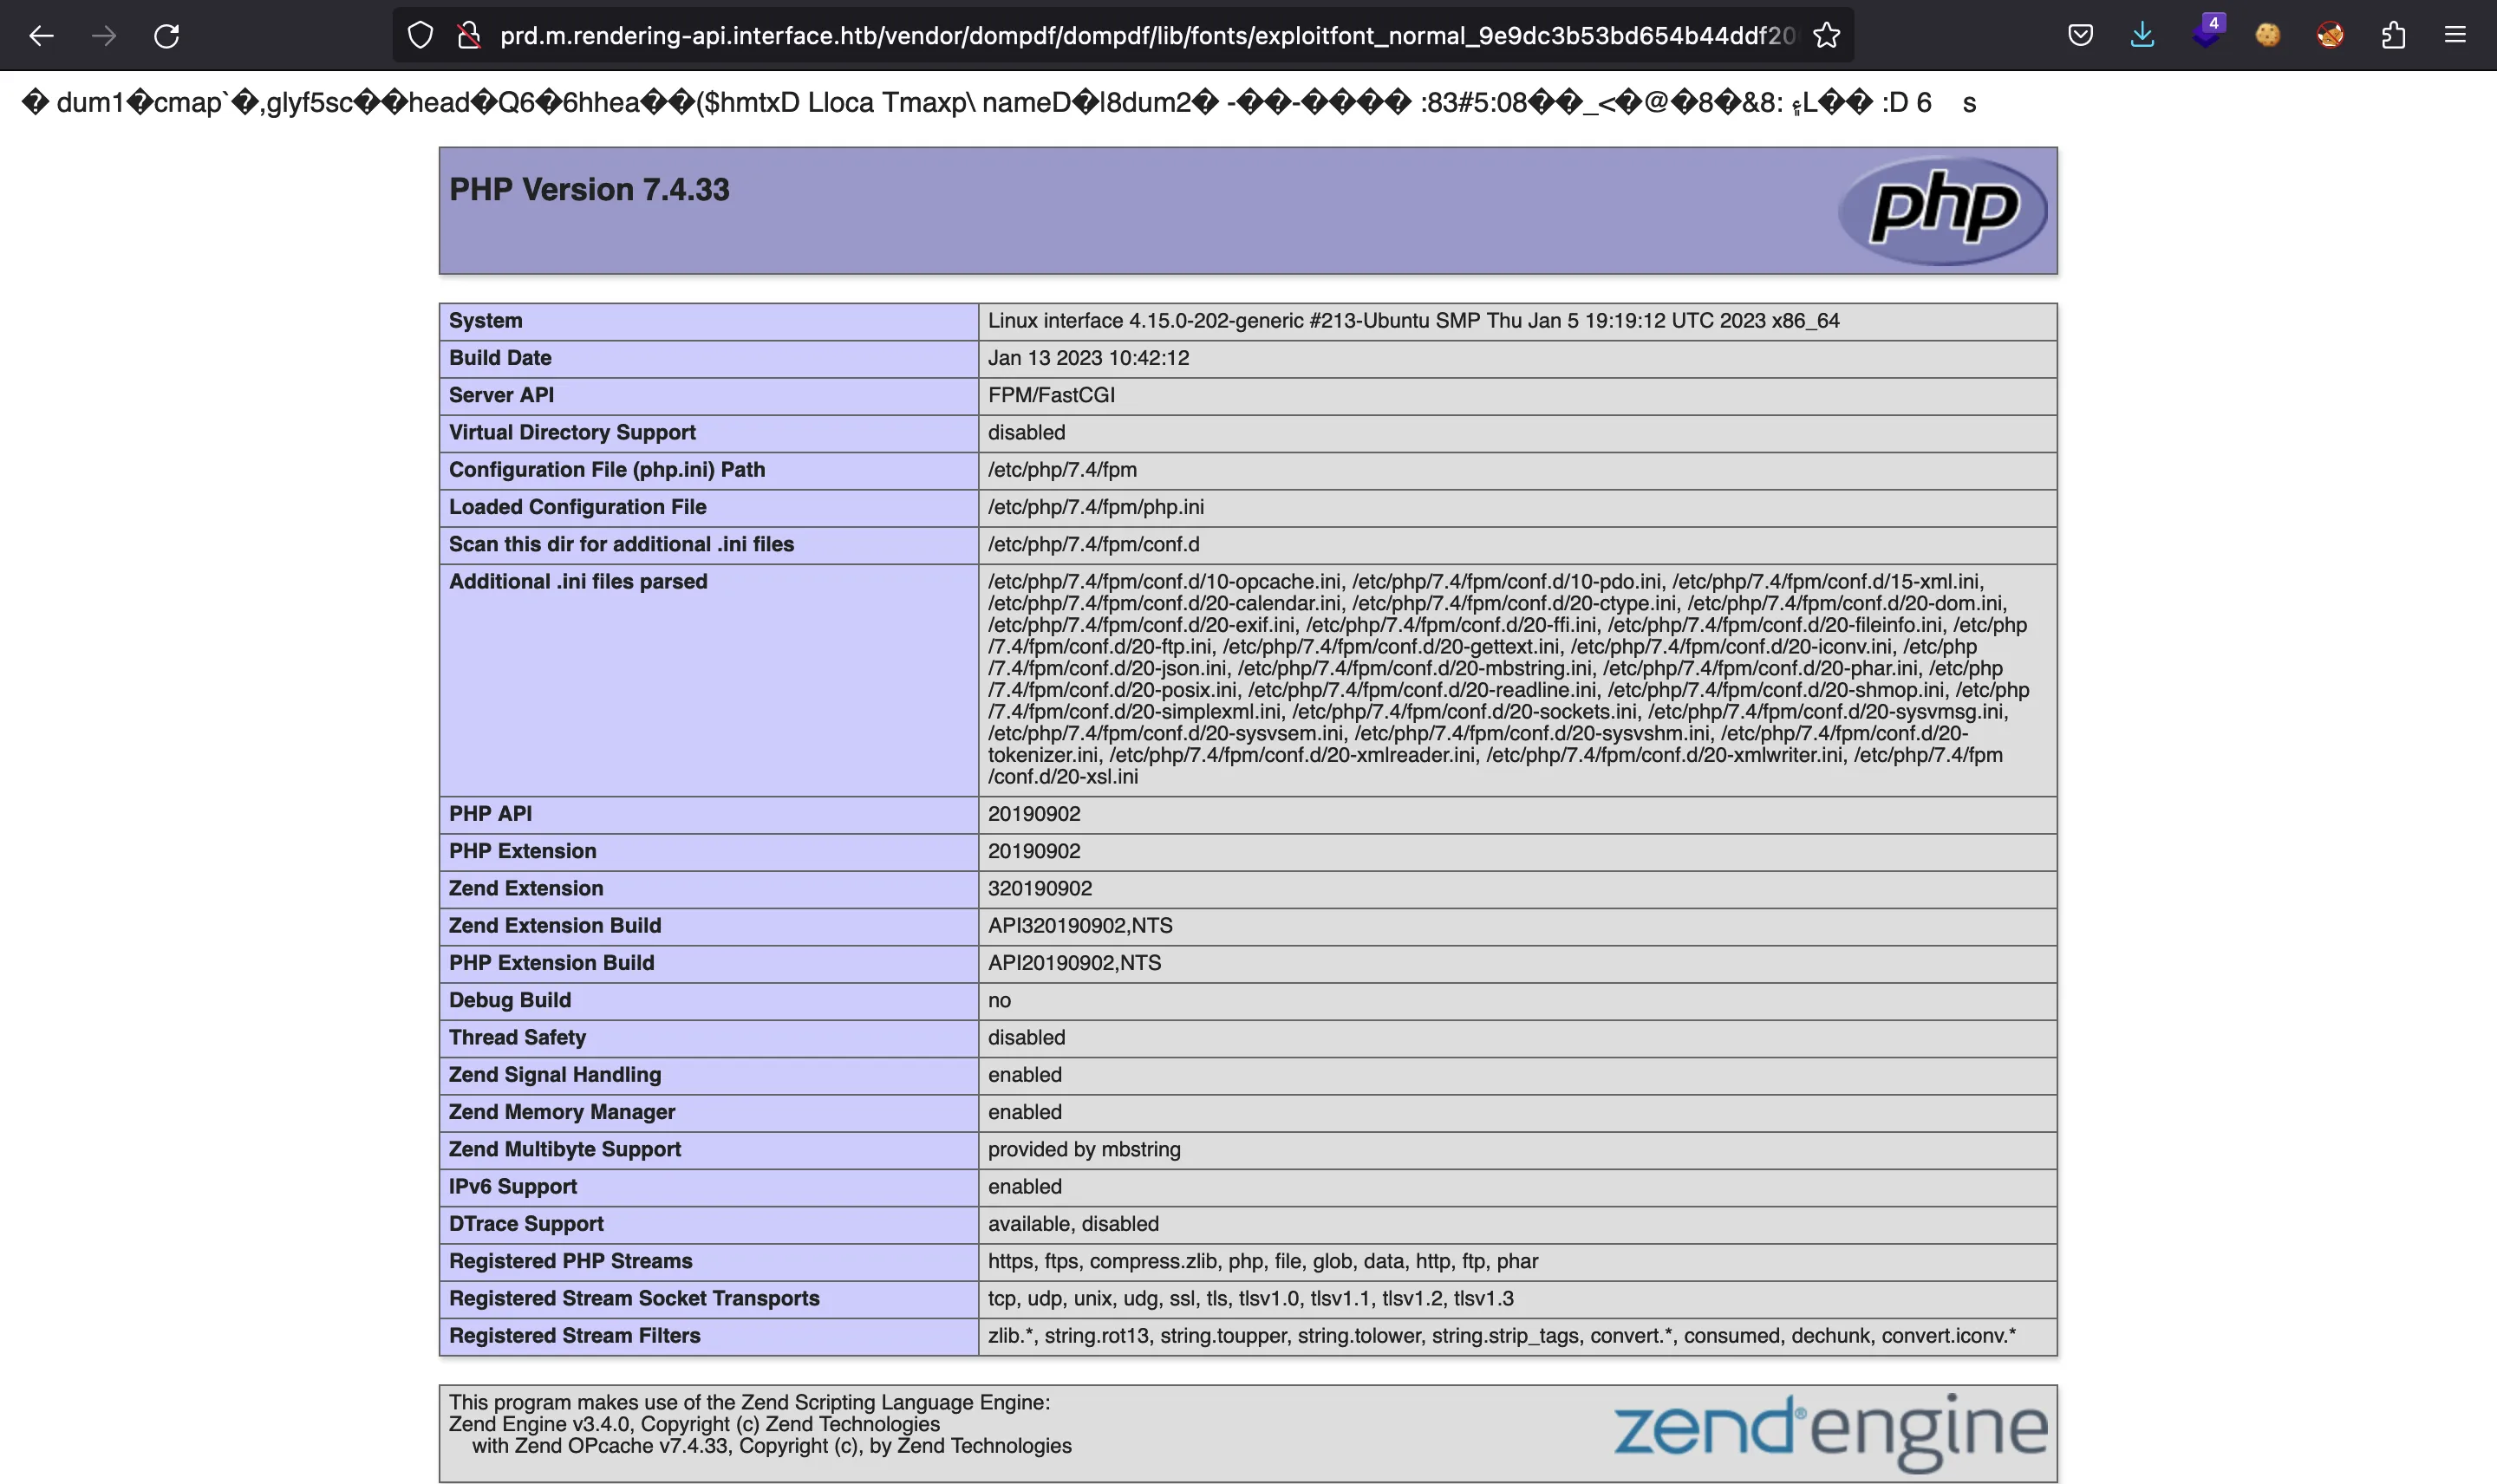 4
prd.m.rendering-api.interface.htb/vendor/dompdf/dompdf/lib/fonts/exploitfont_normal_9e9dc3b53bd654b44ddf20
� dum1�cmap`�,glyf5sc��head�Q6�6hhea��($hmtxD Lloca Tmaxp\ nameD�|8dum2� -��-���� :83#5:08��_<�@�8�&8: L�� :D 6 s
PHP Version 7.4.33
php
System Linux interface 4.15.0-202-generic #213-Ubuntu SMP Thu Jan 5 19:19:12 UTC 2023 x86_64
Build Date Jan 13 2023 10:42:12
Server API FPM/FastCGI
Virtual Directory Support disabled
Configuration File (php.ini) Path /etc/php/7.4/fpm
Loaded Configuration File /etc/php/7.4/fpm/php.ini
Scan this dir for additional .ini files /etc/php/7.4/fpm/conf.d
Additional .ini files parsed /etc/php/7.4/fpm/conf.d/10-opcache.ini, /etc/php/7.4/fpm/conf.d/10-pdo.ini, /etc/php/7.4/fpm/conf.d/15-xml.ini,
/etc/php/7.4/fpm/conf.d/20-calendar.ini, /etc/php/7.4/fpm/conf.d/20-ctype.ini, /etc/php/7.4/fpm/conf.d/20-dom.ini,
/etc/php/7.4/fpm/conf.d/20-exif.ini, /etc/php/7.4/fpm/conf.d/20-ffi.ini, /etc/php/7.4/fpm/conf.d/20-fileinfo.ini, /etc/php
/7.4/fpm/conf.d/20-ftp.ini, /etc/php/7.4/fpm/conf.d/20-gettext.ini, /etc/php/7.4/fpm/conf.d/20-iconv.ini, /etc/php
/7.4/fpm/conf.d/20-json.ini, /etc/php/7.4/fpm/conf.d/20-mbstring.ini, /etc/php/7.4/fpm/conf.d/20-phar.ini, /etc/php
/7.4/fpm/conf.d/20-posix.ini, /etc/php/7.4/fpm/conf.d/20-readline.ini, /etc/php/7.4/fpm/conf.d/20-shmop.ini, /etc/php
/7.4/fpm/conf.d/20-simplexml.ini, /etc/php/7.4/fpm/conf.d/20-sockets.ini, /etc/php/7.4/fpm/conf.d/20-sysvmsg.ini,
/etc/php/7.4/fpm/conf.d/20-sysvsem.ini, /etc/php/7.4/fpm/conf.d/20-sysvshm.ini, /etc/php/7.4/fpm/conf.d/20-
tokenizer.ini, /etc/php/7.4/fpm/conf.d/20-xmlreader.ini, /etc/php/7.4/fpm/conf.d/20-xmlwriter.ini, /etc/php/7.4/fpm
/conf.d/20-xsl.ini
PHP API 20190902
PHP Extension 20190902
Zend Extension 320190902
Zend Extension Build API320190902,NTS
PHP Extension Build API20190902,NTS
Debug Build no
Thread Safety disabled
Zend Signal Handling enabled
Zend Memory Manager enabled
Zend Multibyte Support provided by mbstring
IPv6 Support enabled
DTrace Support available, disabled
Registered PHP Streams https, ftps, compress.zlib, php, file, glob, data, http, ftp, phar
Registered Stream Socket Transports tcp, udp, unix, udg, ssl, tls, tlsv1.0, tlsv1.1, tlsv1.2, tlsv1.3
Registered Stream Filters zlib.*, string.rot13, string.toupper, string.tolower, string.strip_tags, convert.*, consumed, dechunk, convert.iconv.*
This program makes use of the Zend Scripting Language Engine:
Zend Engine v3.4.0, Copyright (c) Zend Technologies
with Zend OPcache v7.4.33, Copyright (c), by Zend Technologies
zend®engine